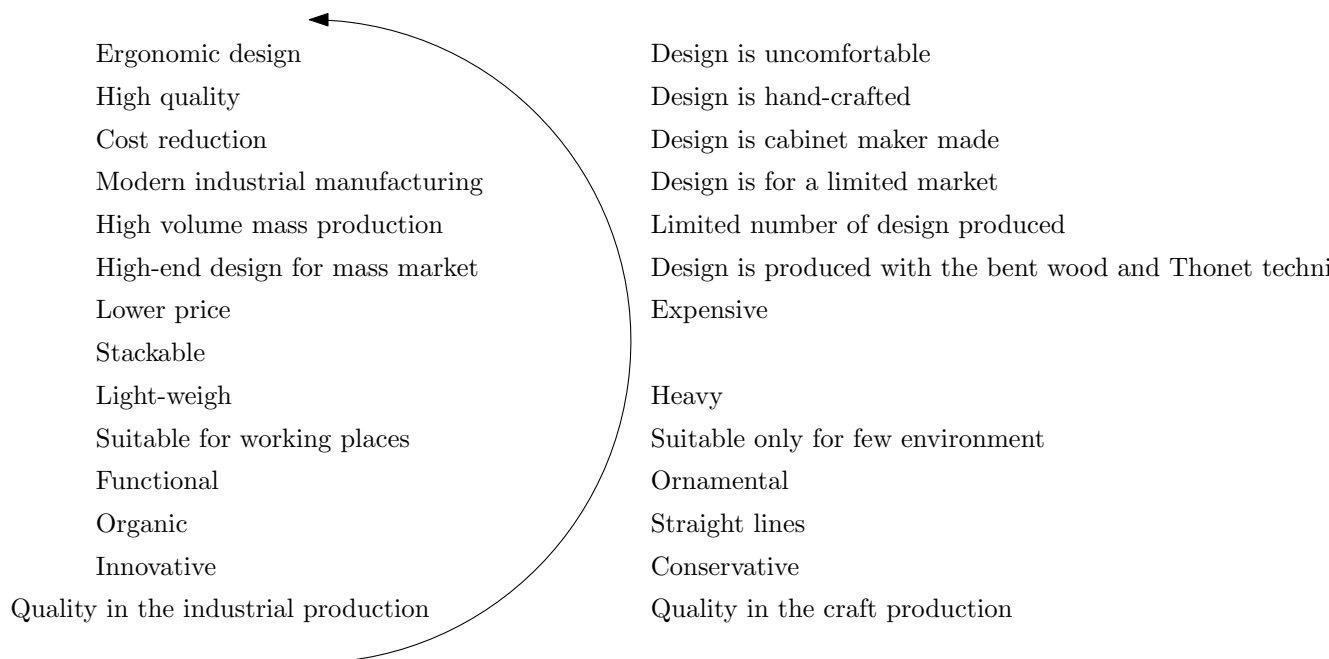 Ergonomic design
High quality
Cost reduction
Modern industrial manufacturing
High volume mass production
High-end design for mass market
Lower price
Stackable
Light-weigh
Suitable for working places
Functional
Organic
Innovative
Quality in the industrial production
Design is uncomfortable
Design is hand-crafted
Design is cabinet maker made
Design is for a limited market
Limited number of design produced
Design is produced with the bent wood and Thonet techni
Expensive
Heavy
Suitable only for few environment
Ornamental
Straight lines
Conservative
Quality in the craft production